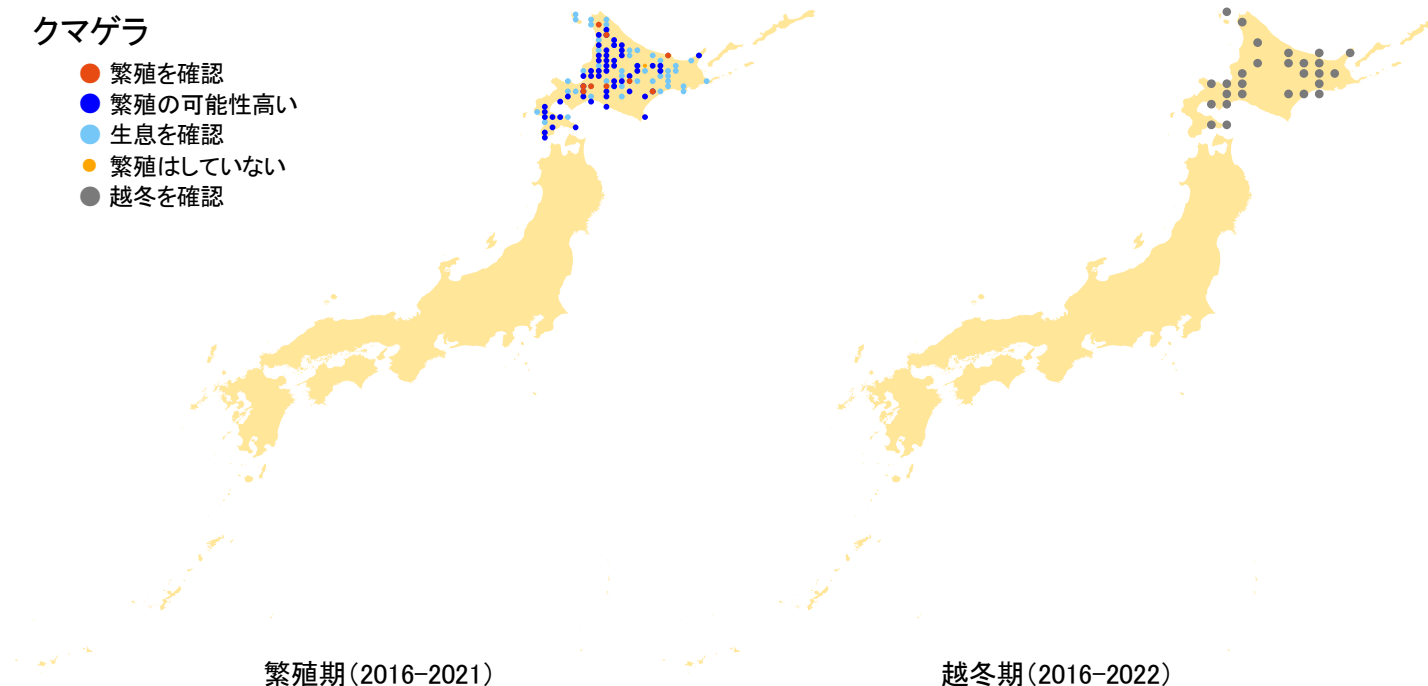 クマゲラ
繁殖を確認
繁殖の可能性高い
生息を確認
繁殖はしていない
越冬を確認
繁殖期（2016-2021）
越冬期（2016-2022）